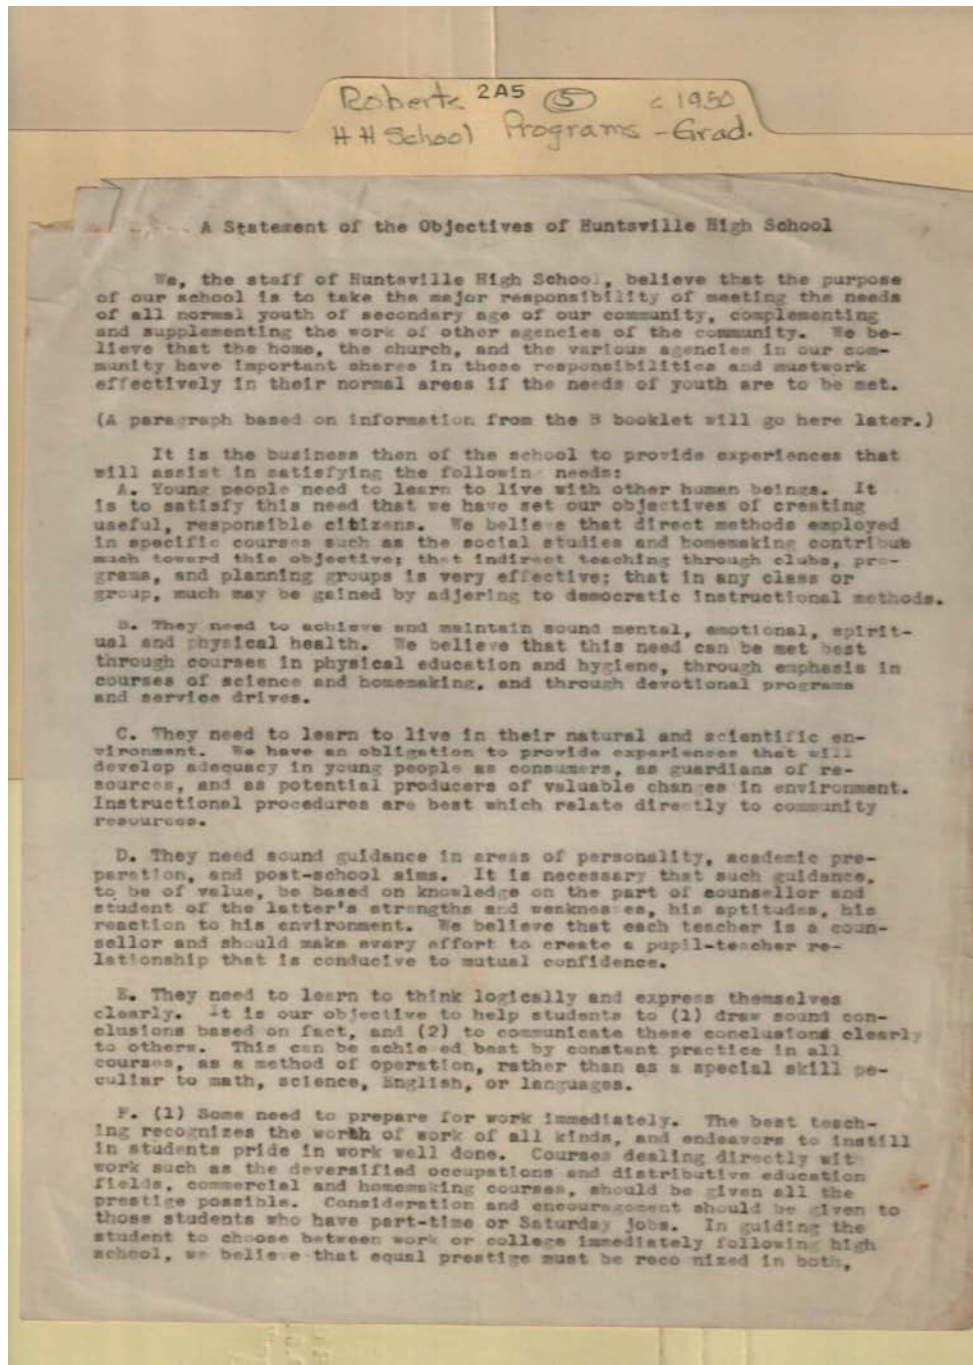 Roberts 2A5 5 c 1950
H H School Programs - Grad.
A Statement of the Objectives of Huntsville High School
We, the staff of Huntsville High School, believe that the purpose
of our school is to take the major responsibility of meeting the needs
of all normal youth of secondary age of our community, complementing
and supplementing the work of other agencies of the community. We be-
lieve that the home, the church, and the various agencies in our com-
munity have important shares in these responsibilities and mustwork
effectively in their normal areas if the needs of youth are to be met.
(A paragraph based on information from the B booklet will go here later.)
It is the business then of the school to provide experiences that
will assist in satisfying the following needs:
A. Young people need to learn to live with other human beings. It
is to satisfy this need that we have set our objectives of creating
useful, responsible citizens. We believe that direct methods employed
in specific courses such as the social studies and homemaking contribut
much toward this objective; that indirect teaching through clubs, pro-
grams, and planning groups is very effective; that in any class or
group, much may be gained by adjering to democratic instructional methods.
B. They need to achieve and maintain sound mental, emotional, spirit-
ual and physical health. We believe that this need can be met best
through courses in physical education and hygiene, through emphasis in
courses of science and homemaking, and through devotional programs
and service drives.
C. They need to learn to live in their natural and scientific en-
vironment. We have an obligation to provide experiences that will
develop adequacy in young people as consumers, as guardians of re-
sources, and as potential producers of valuable changes in environment.
Instructional procedures are best which relate directly to community
resources.
D. They need sound guidance in areas of personality, academic pre-
paration, and post-school aims. It is necessary that such guidance,
to be of value, be based on knowledge on the part of counsellor and
student of the latter's strengths and weaknesses, his aptitudes, his
reaction to his environment. We believe that each teacher is a coun-
sellor and should make every effort to create a pupil-teacher re-
lationship that is conducive to mutual confidence.
E. They need to learn to think logically and express themselves
clearly. It is our objective to help students to (1) draw sound con-
clusions based on fact, and (2) to communicate these conclusions clearly
to others. This can be achieved best by constant practice in all
courses, as a method of operation, rather than as a special skill pe-
culiar to math, science, English, or languages.
F. (1) Some need to prepare for work immediately. The best teach-
ing recognizes the worth of work of all kinds, and endeavors to instill
in students pride in work well done. Courses dealing directly with
work such as the deversified occupations and distributive education
fields, commercial and homemaking courses, should be given all the
prestige possible. Consideration and encouragement should be given to
those students who have part-time or Saturday jobs. In guiding the
student to choose between work or college immediately following high
school, we believe that equal prestige must be recognized in both,